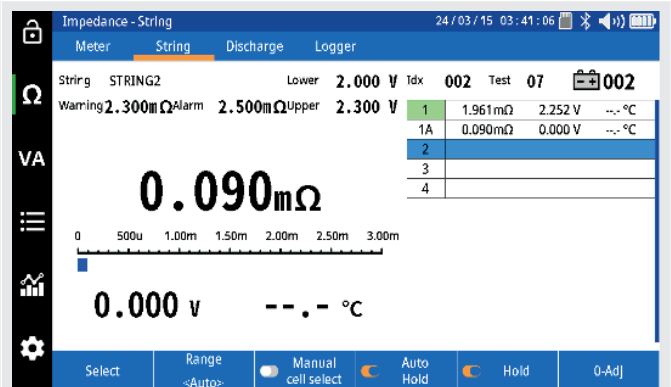 Impedance - String 24/03/15 03:41:06
Meter String Discharge Logger
String STRING2 Lower 2.000 V Idx 002 Test 07 002
Warning 2.300mΩ Alarm 2.500mΩ Upper 2.300 V
1 1.961mΩ 2.252 V --.- °C
1A 0.090mΩ 0.000 V --.- °C
2
3
4
Ω
VA
0.090mΩ
0 500u 1.00m 1.50m 2.00m 2.50m 3.00m
0.000 V --.- °C
Select Range <Auto> Manual cell select Auto Hold Hold 0-Adj